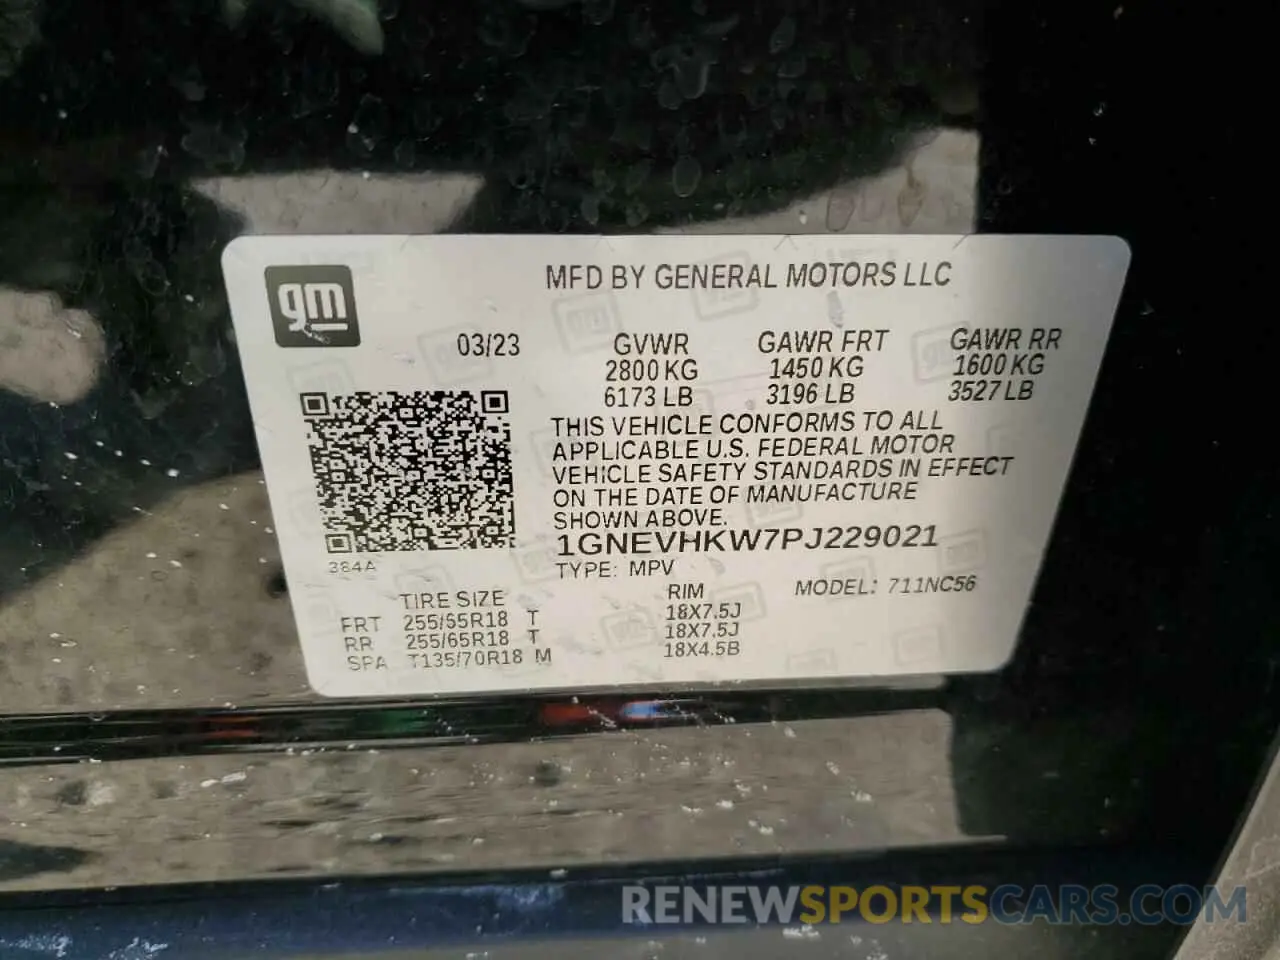 gm
MFD BY GENERAL MOTORS LLC
03/23
GVWR GAWR FRT GAWR RR
2800 KG 1450 KG 1600 KG
6173 LB 3196 LB 3527 LB
THIS VEHICLE CONFORMS TO ALL
APPLICABLE U.S. FEDERAL MOTOR
VEHICLE SAFETY STANDARDS IN EFFECT
ON THE DATE OF MANUFACTURE
SHOWN ABOVE.
1GNEVHKW7PJ229021
384A
TYPE: MPV
MODEL: 711NC56
TIRE SIZE RIM
FRT 255/65R18 T 18X7.5J
RR 255/65R18 T 18X7.5J
SPA T135/70R18 M 18X4.5B
RENEWSPORTSCARS.COM